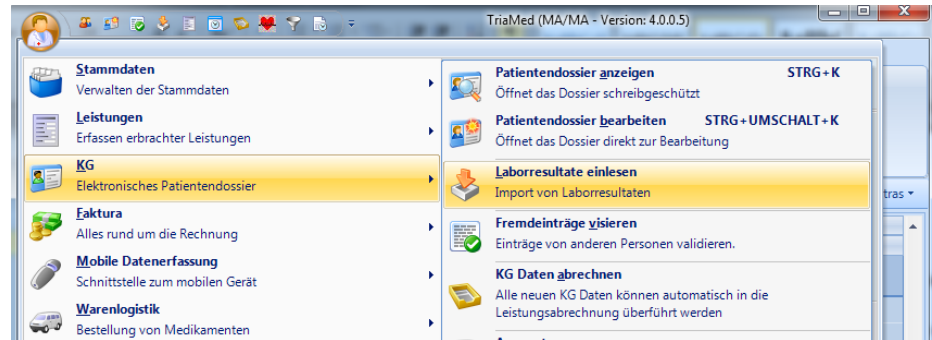 TriaMed (MA/MA - Version: 4.0.0.5)
Stammdaten
Verwalten der Stammdaten
Leistungen
Erfassen erbrachter Leistungen
KG
Elektronisches Patientendossier
Faktura
Alles rund um die Rechnung
Mobile Datenerfassung
Schnittstelle zum mobilen Gerät
Warenlogistik
Bestellung von Medikamenten
Patientendossier anzeigen STRG+K
Öffnet das Dossier schreibgeschützt
Patientendossier bearbeiten STRG+UMSCHALT+K
Öffnet das Dossier direkt zur Bearbeitung
Laborresultate einlesen
Import von Laborresultaten
Fremdeinträge visieren
Einträge von anderen Personen validieren.
KG Daten abrechnen
Alle neuen KG Daten können automatisch in die
Leistungsabrechnung überführt werden
tras